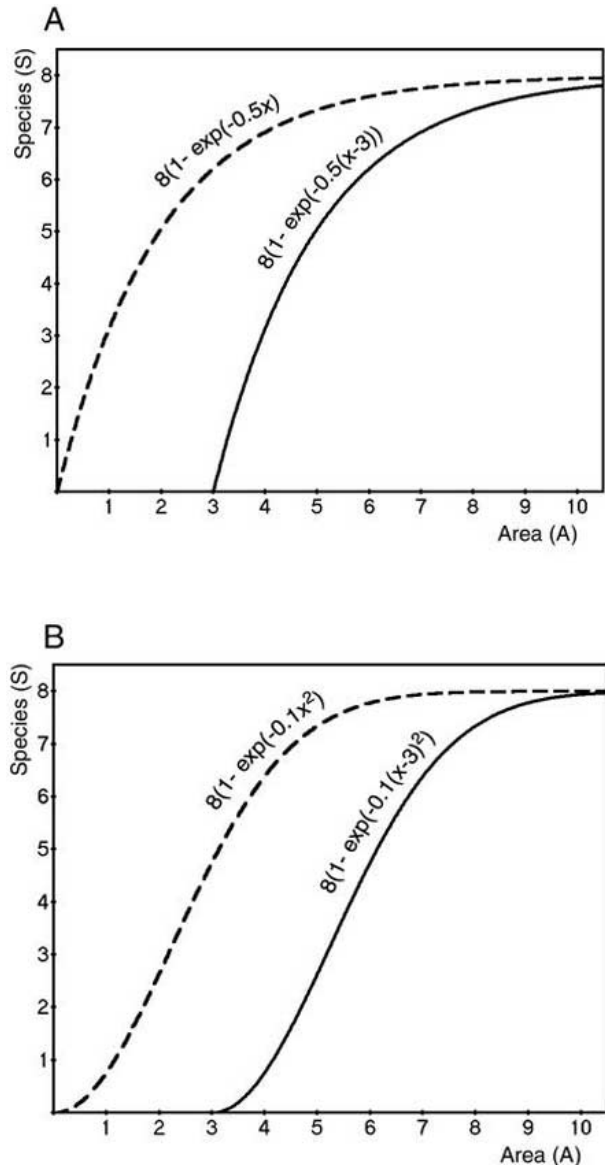 A
Species (S)
8
7
6
5
4
3
2
1
8(1- exp(-0.5x)
8(1- exp(-0.5(x-3))
1 2 3 4 5 6 7 8 9 10
Area (A)
B
Species (S)
8
7
6
5
4
3
2
1
8(1- exp(-0.1x²)
8(1- exp(-0.1(x-3)²)
1 2 3 4 5 6 7 8 9 10
Area (A)